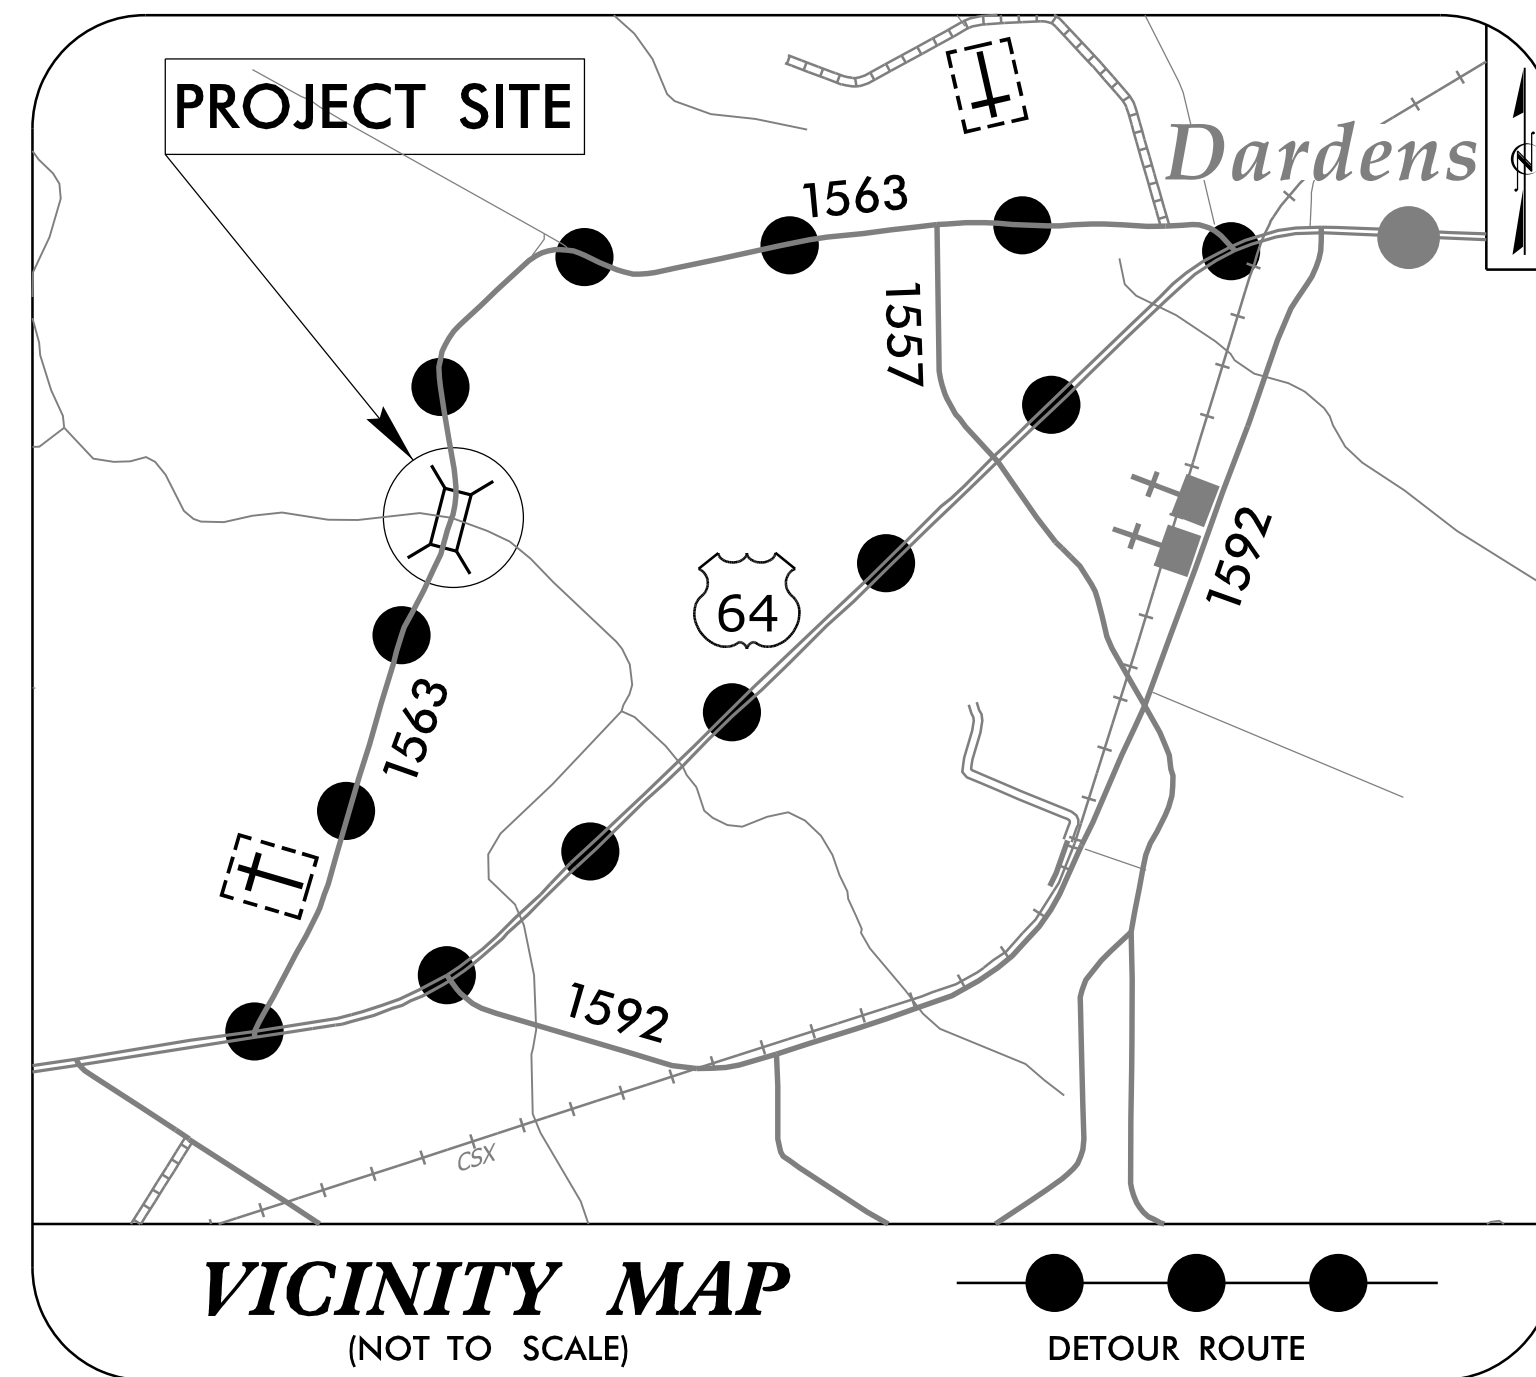 PROJECT SITE
Dardens
N
1563
1557
1592
64
1563
1592
CSX
VICINITY MAP
(NOT TO SCALE)
DETOUR ROUTE